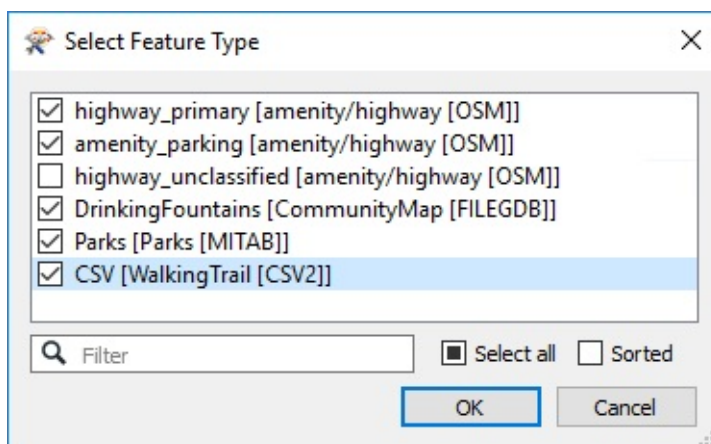 Select Feature Type
highway_primary [amenity/highway [OSM]]
amenity_parking [amenity/highway [OSM]]
highway_unclassified [amenity/highway [OSM]]
DrinkingFountains [CommunityMap [FILEGDB]]
Parks [Parks [MITAB]]
CSV [WalkingTrail [CSV2]]
Filter Select all Sorted
OK Cancel